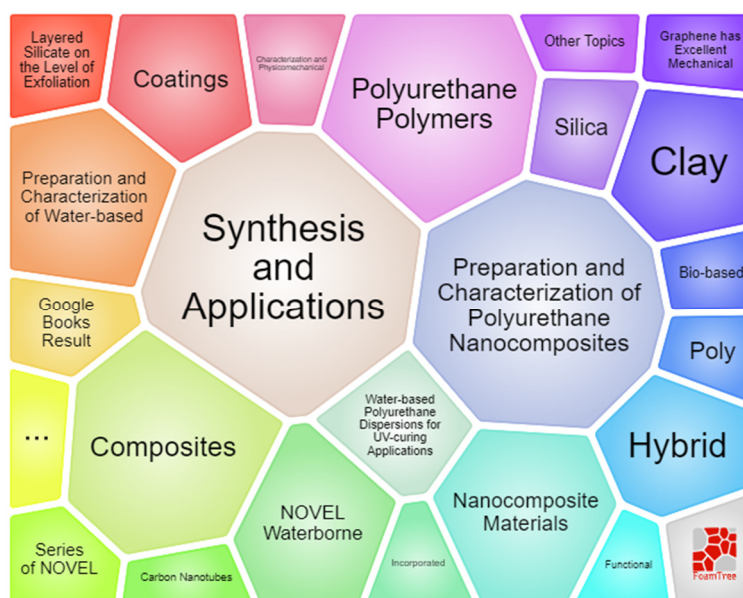 Layered
Silicate on
the Level of
Exfoliation
Coatings
Characterization and
Physicomechanical
Polyurethane
Polymers
Other Topics
Graphene has
Excellent
Mechanical
Silica
Clay
Preparation and
Characterization
of Water-based
Synthesis
and
Applications
Preparation and
Characterization of
Polyurethane
Nanocomposites
Bio-based
Google
Books
Result
Poly
...
Composites
Water-based
Polyurethane
Dispersions for
UV-curing
Applications
Hybrid
NOVEL
Waterborne
Nanocomposite
Materials
Series
of NOVEL
Carbon Nanotubes
Incorporated
Functional
FoamTree